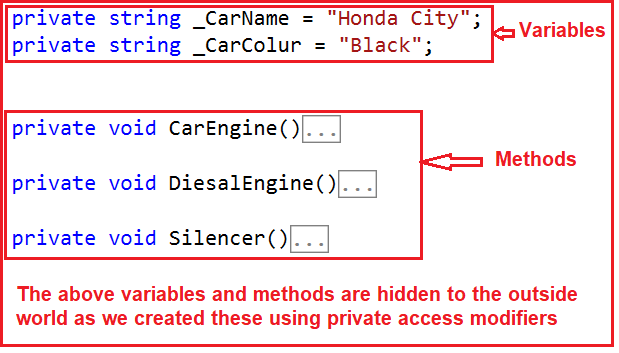 private string _CarName = "Honda City";
private string _CarColur = "Black";
Variables
private void CarEngine()...
Methods
private void DiesalEngine()...
private void Silencer()...
The above variables and methods are hidden to the outside
world as we created these using private access modifiers